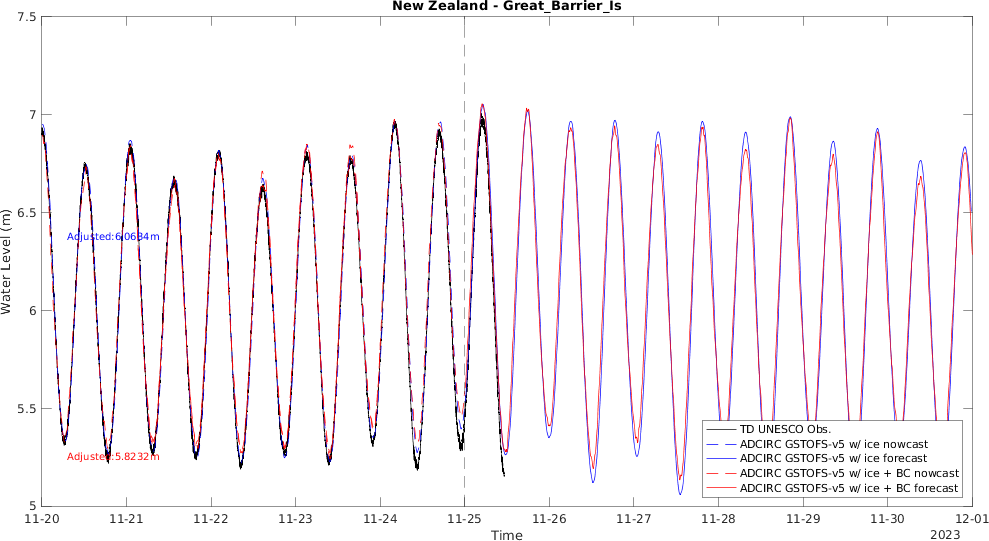 New Zealand - Great_Barrier_Is
7.5
7
6.5
6
5.5
5
Water Level (m)
Adjusted:6.0634m
Adjusted:5.8232m
TD UNESCO Obs.
ADCIRC GSTOFS-v5 w/ ice nowcast
ADCIRC GSTOFS-v5 w/ ice forecast
ADCIRC GSTOFS-v5 w/ ice + BC nowcast
ADCIRC GSTOFS-v5 w/ ice + BC forecast
11-20 11-21 11-22 11-23 11-24 11-25 11-26 11-27 11-28 11-29 11-30 12-01
Time
2023